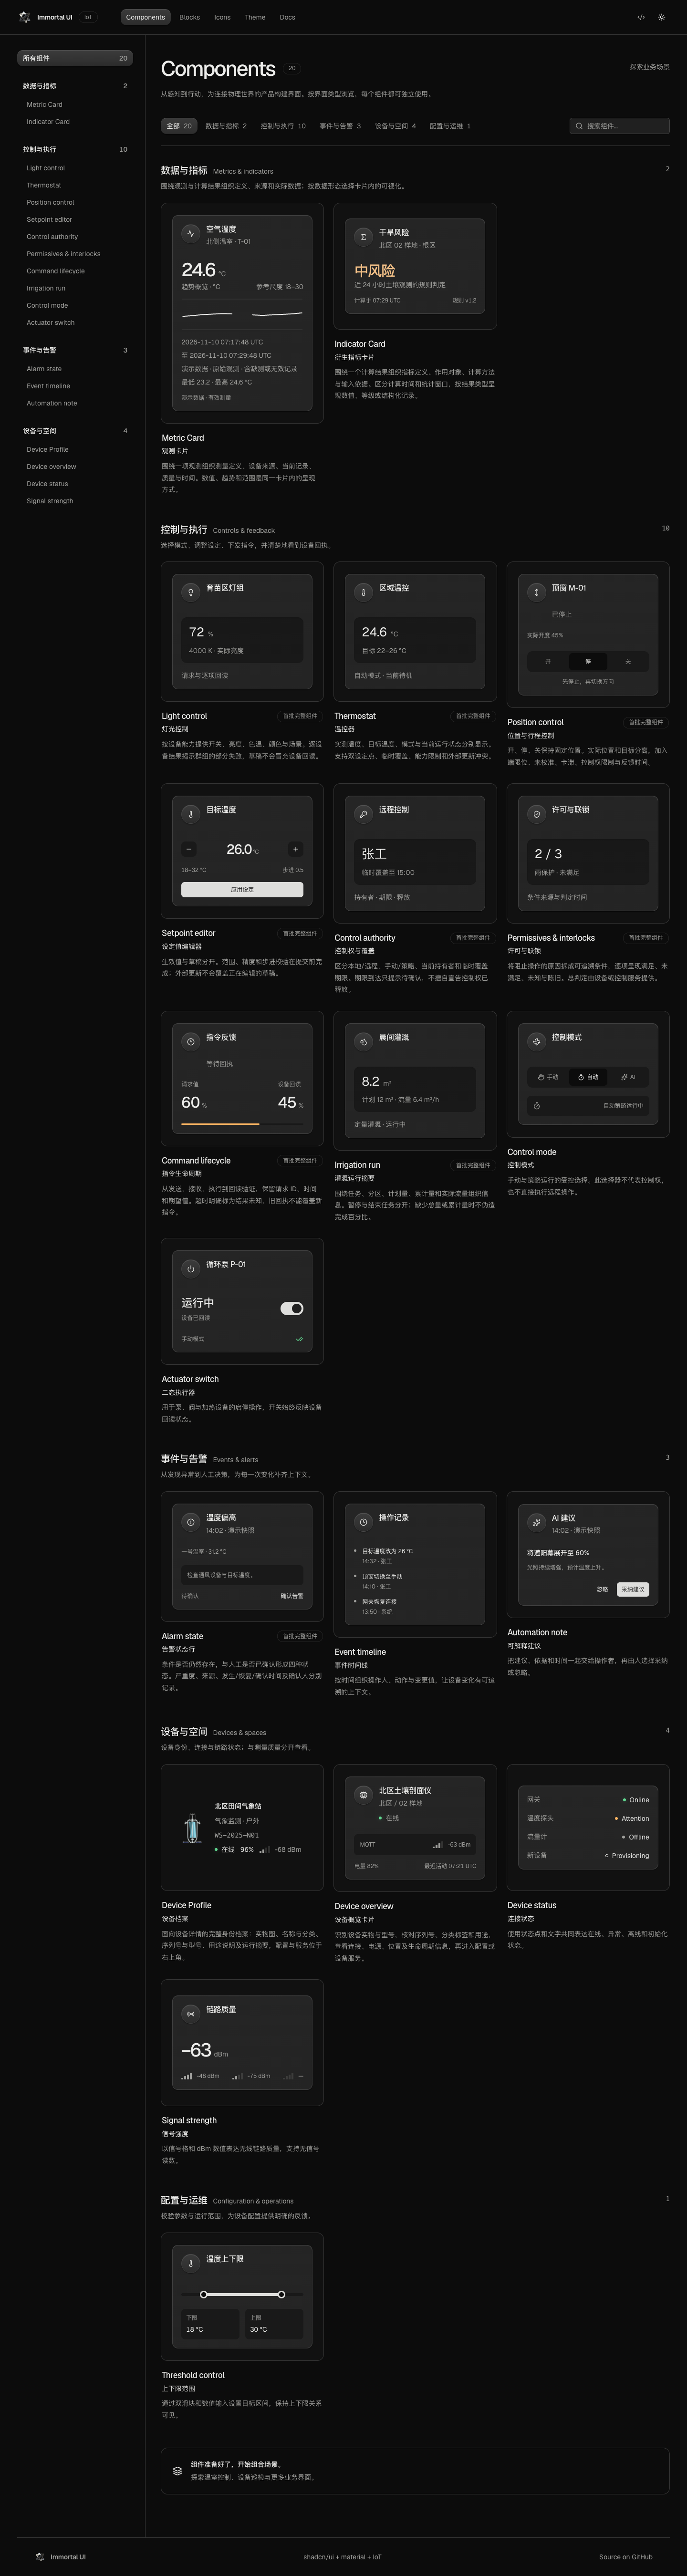 Immortal UI
IoT
Components
Blocks
Icons
Theme
Docs
所有组件 20
数据与指标 2
Metric Card
Indicator Card
控制与执行 10
Light control
Thermostat
Position control
Setpoint editor
Control authority
Permissives & interlocks
Command lifecycle
Irrigation run
Control mode
Actuator switch
事件与告警 3
Alarm state
Event timeline
Automation note
设备与空间 4
Device Profile
Device overview
Device status
Signal strength
Components 20
探索业务场景
从感知到行动，为连接物理世界的产品构建界面。按界面类型浏览，每个组件都可独立使用。
全部 20
数据与指标 2
控制与执行 10
事件与告警 3
设备与空间 4
配置与运维 1
搜索组件…
数据与指标 Metrics & indicators 2
围绕观测与计算结果组织定义、来源和实际数据；按数据形态选择卡片内的可视化。
空气温度
北侧温室 · T-01
24.6 °C
趋势概览 · °C
参考尺度 18–30
2026-11-10 07:17:48 UTC
至 2026-11-10 07:29:48 UTC
演示数据 · 原始观测 · 含缺测或无效记录
最低 23.2 · 最高 24.6 °C
演示数据 · 有效测量
Metric Card
观测卡片
围绕一项观测组织测量定义、设备来源、当前记录、
质量与时间。数值、趋势和范围是同一卡片内的呈现
方式。
干旱风险
北区 02 样地 · 根区
中风险
近 24 小时土壤观测的规则判定
计算于 07:29 UTC
规则 v1.2
Indicator Card
衍生指标卡片
围绕一个计算结果组织指标定义、作用对象、计算方法
与输入依据。区分计算时间和统计窗口，按结果类型呈
现数值、等级或结构化记录。
控制与执行 Controls & feedback 10
选择模式、调整设定、下发指令，并清楚地看到设备回执。
育苗区灯组
72 %
4000 K · 实际亮度
请求与逐项回读
Light control
首批完整组件
灯光控制
按设备能力提供开关、亮度、色温、颜色与场景。逐设
备结果揭示群组的部分失败，草稿不会冒充设备回读。
区域温控
24.6 °C
目标 22–26 °C
自动模式 · 当前待机
Thermostat
首批完整组件
温控器
实测温度、目标温度、模式与当前运行状态分别显示。
支持双设定点、临时覆盖、能力限制和外部更新冲突。
顶窗 M-01
已停止
实际开度 45%
开
停
关
先停止，再切换方向
Position control
首批完整组件
位置与行程控制
开、停、关保持固定位置。实际位置和目标分离，加入
端限位、未校准、卡滞、控制权限制与反馈时间。
目标温度
26.0 °C
18–32 °C
步进 0.5
应用设定
Setpoint editor
首批完整组件
设定值编辑器
生效值与草稿分开。范围、精度和步进校验在提交前完
成；外部更新不会覆盖正在编辑的草稿。
远程控制
张工
临时覆盖至 15:00
持有者 · 期限 · 释放
Control authority
首批完整组件
控制权与覆盖
区分本地/远程、手动/策略、当前持有者和临时覆盖
期限。期限到达只提示待确认，不擅自宣告控制权已
释放。
许可与联锁
2 / 3
雨保护 · 未满足
条件来源与判定时间
Permissives & interlocks
首批完整组件
许可与联锁
将阻止操作的原因拆成可追溯条件，逐项呈现满足、未
满足、未知与陈旧。总判定由设备或控制服务提供。
指令反馈
等待回执
请求值
设备回读
60 %
45 %
Command lifecycle
首批完整组件
指令生命周期
从发送、接收、执行到回读验证，保留请求 ID、时间
和期望值。超时明确标为结果未知，旧回执不能覆盖新
指令。
晨间灌溉
8.2 m³
计划 12 m³ · 流量 6.4 m³/h
定量灌溉 · 运行中
Irrigation run
首批完整组件
灌溉运行摘要
围绕任务、分区、计划量、累计量和实际流量组织信
息。暂停与结束任务分开；缺少总量或累计量时不伪造
完成百分比。
控制模式
手动
自动
AI
自动策略运行中
Control mode
控制模式
手动与策略运行的受控选择。此选择器不代表控制权，
也不直接执行远程操作。
循环泵 P-01
运行中
设备已回读
手动模式
Actuator switch
二态执行器
用于泵、阀与加热设备的启停操作，开关始终反映设备
回读状态。
事件与告警 Events & alerts 3
从发现异常到人工决策，为每一次变化补齐上下文。
温度偏高
14:02 · 演示快照
一号温室 · 31.2 °C
检查通风设备与目标温度。
待确认
确认告警
Alarm state
首批完整组件
告警状态行
条件是否仍然存在，与人工是否已确认形成四种状
态。严重度、来源、发生/恢复/确认时间及确认人分别
记录。
操作记录
目标温度改为 26 °C
14:32 · 张工
顶窗切换至手动
14:10 · 张工
网关恢复连接
13:50 · 系统
Event timeline
事件时间线
按时间组织操作人、动作与变更值，让设备变化有可追
溯的上下文。
AI 建议
14:02 · 演示快照
将遮阳幕展开至 60%
光照持续增强，预计温度上升。
忽略
采纳建议
Automation note
可解释建议
把建议、依据和时间一起交给操作者，再由人选择采纳
或忽略。
设备与空间 Devices & spaces 4
设备身份、连接与链路状态；与测量质量分开查看。
北区田间气象站
气象监测 · 户外
WS-2025-N01
在线 96% -68 dBm
Device Profile
设备档案
面向设备详情的完整身份档案：实物图、名称与分类、
序列号与型号、用途说明及运行摘要，配置与服务位于
右上角。
北区土壤剖面仪
北区 / 02 样地
在线
MQTT
-63 dBm
电量 82%
最近活动 07:21 UTC
Device overview
设备概览卡片
识别设备实物与型号，核对序列号、分类标签和用途，
查看连接、电源、位置及生命周期信息，再进入配置或
设备服务。
网关 Online
温度探头 Attention
流量计 Offline
新设备 Provisioning
Device status
连接状态
使用状态点和文字共同表达在线、异常、离线和初始化
状态。
链路质量
-63 dBm
-48 dBm
-75 dBm
—
Signal strength
信号强度
以信号格和 dBm 数值表达无线链路质量，支持无信号
读数。
配置与运维 Configuration & operations 1
校验参数与运行范围，为设备配置提供明确的反馈。
温度上下限
下限
18 °C
上限
30 °C
Threshold control
上下限范围
通过双滑块和数值输入设置目标区间，保持上下限关系
可见。
组件准备好了，开始组合场景。
探索温室控制、设备巡检与更多业务界面。
Immortal UI
shadcn/ui + material + IoT
Source on GitHub